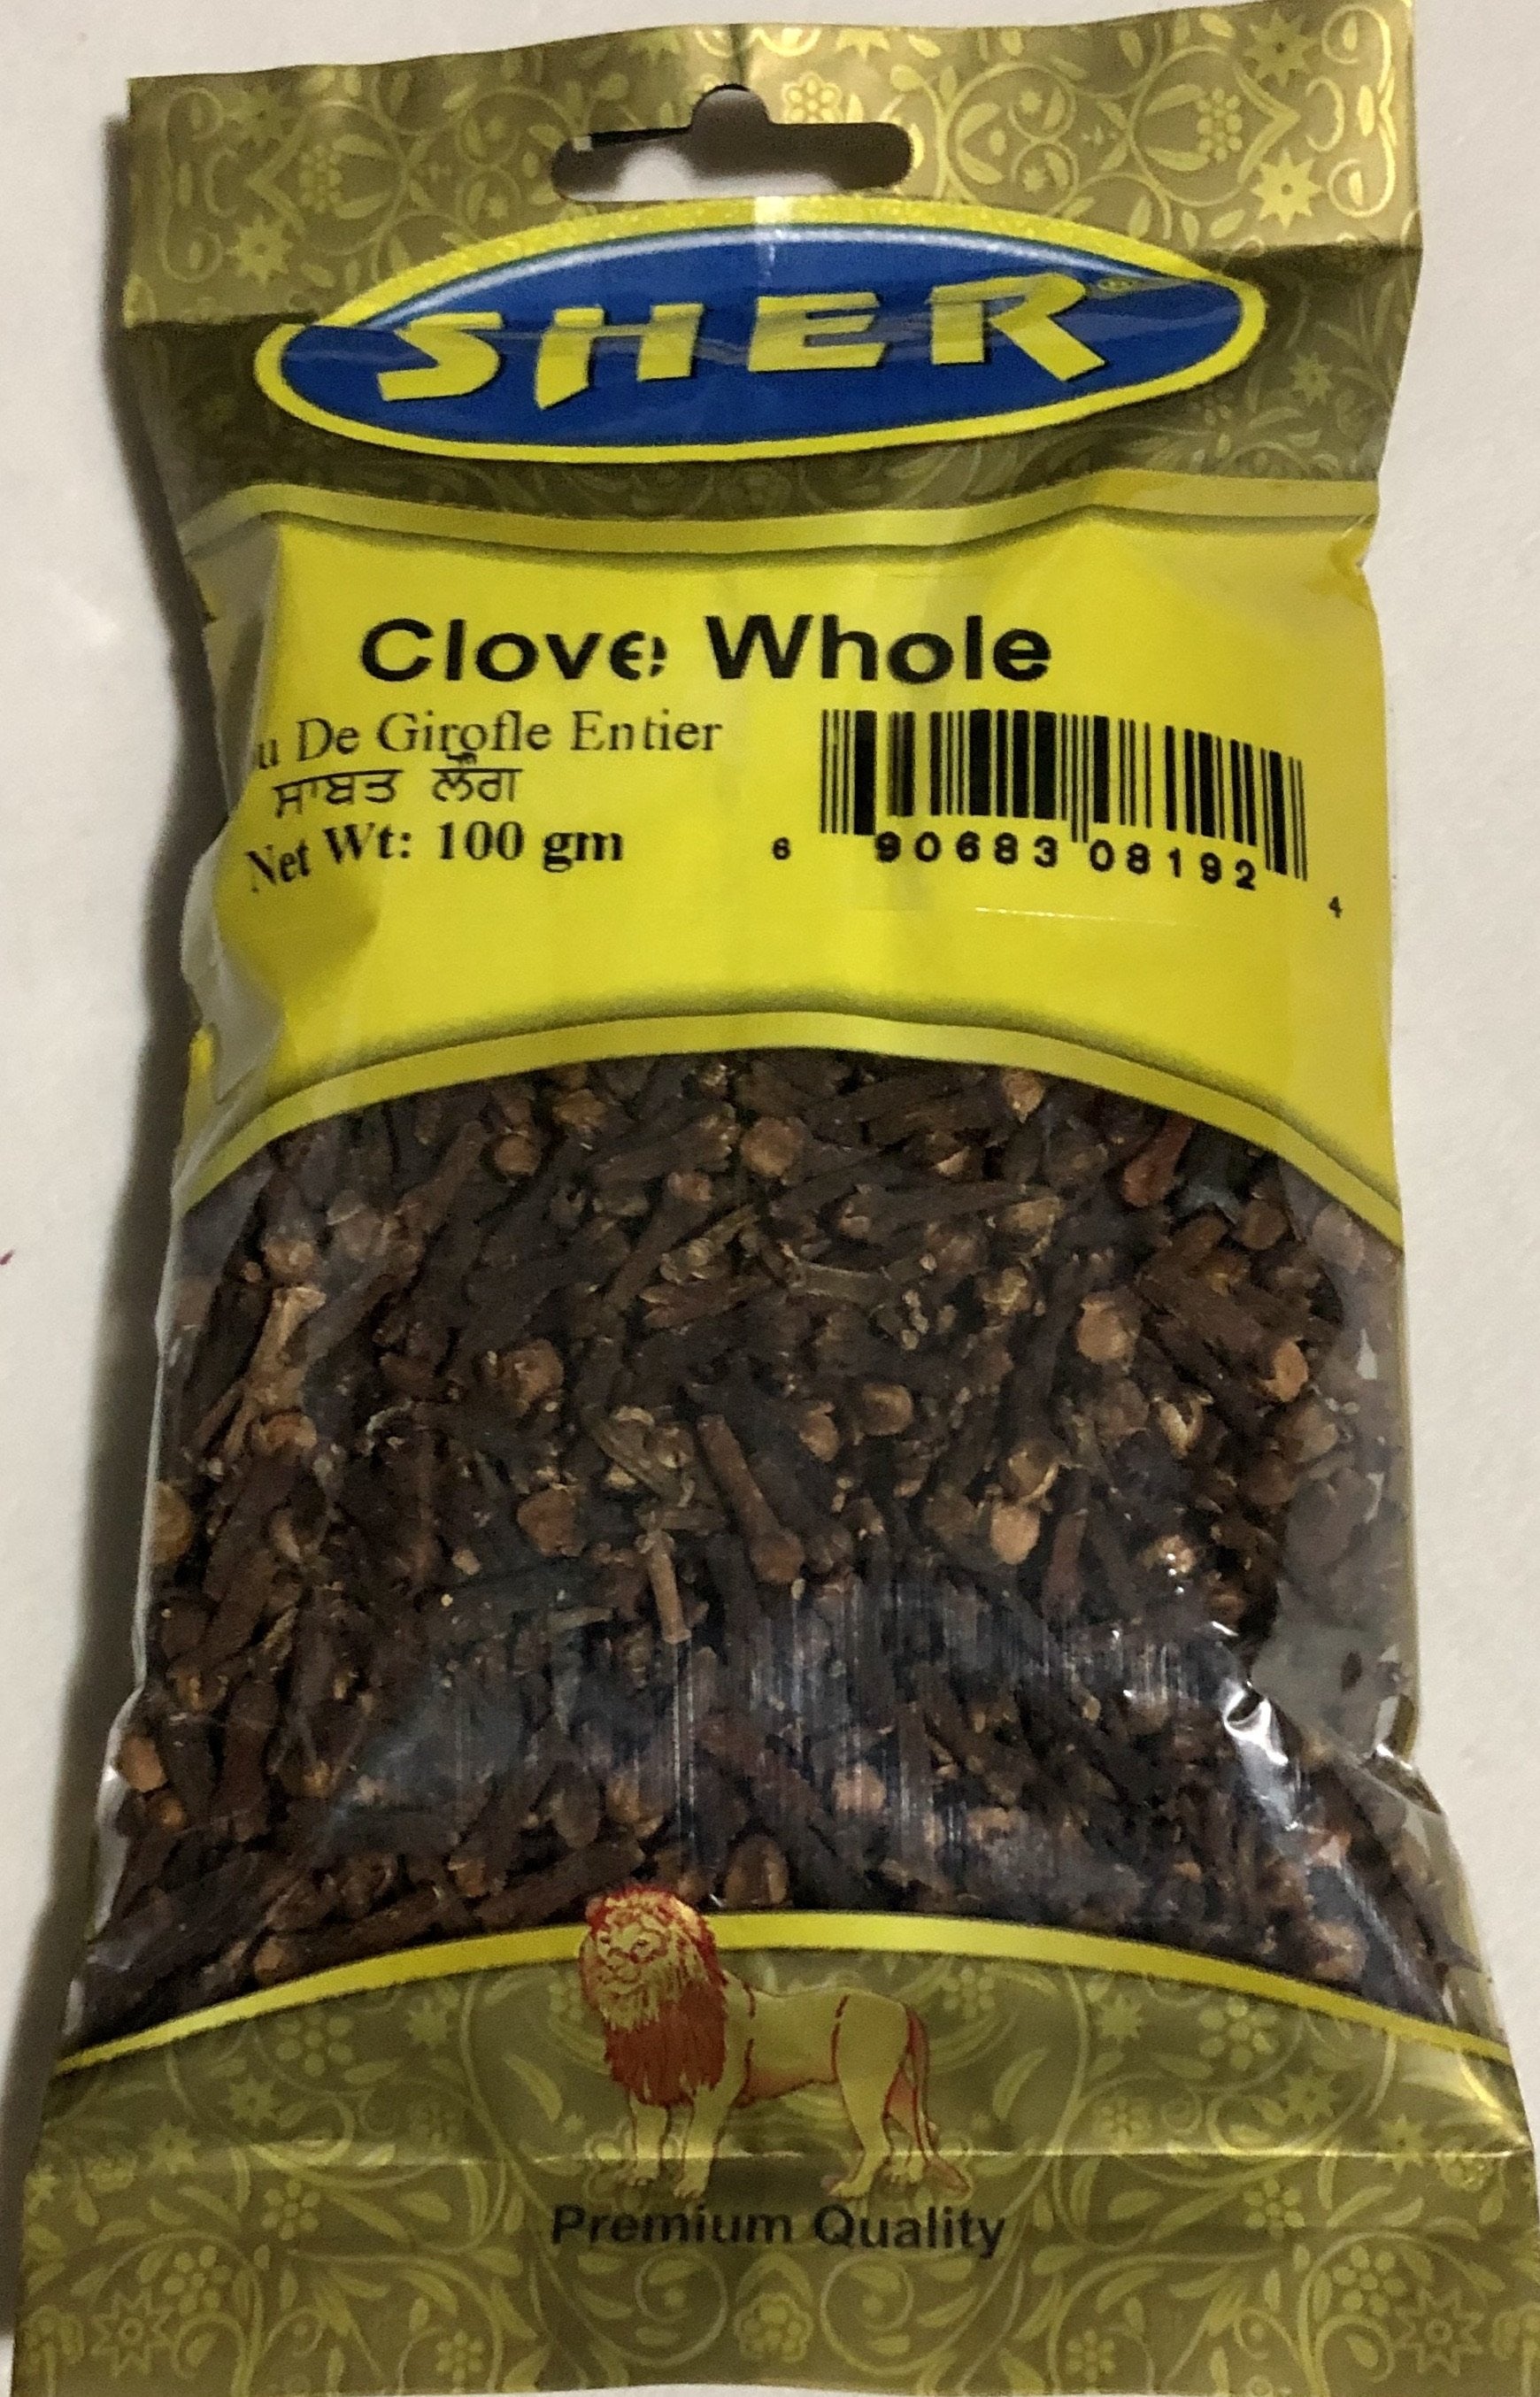 SHER
Clove Whole
De Girofle Entier
ਸਾਬਤ ਲੌਂਗ
Net Wt: 100 gm
6 90683 08192 4
Premium Quality